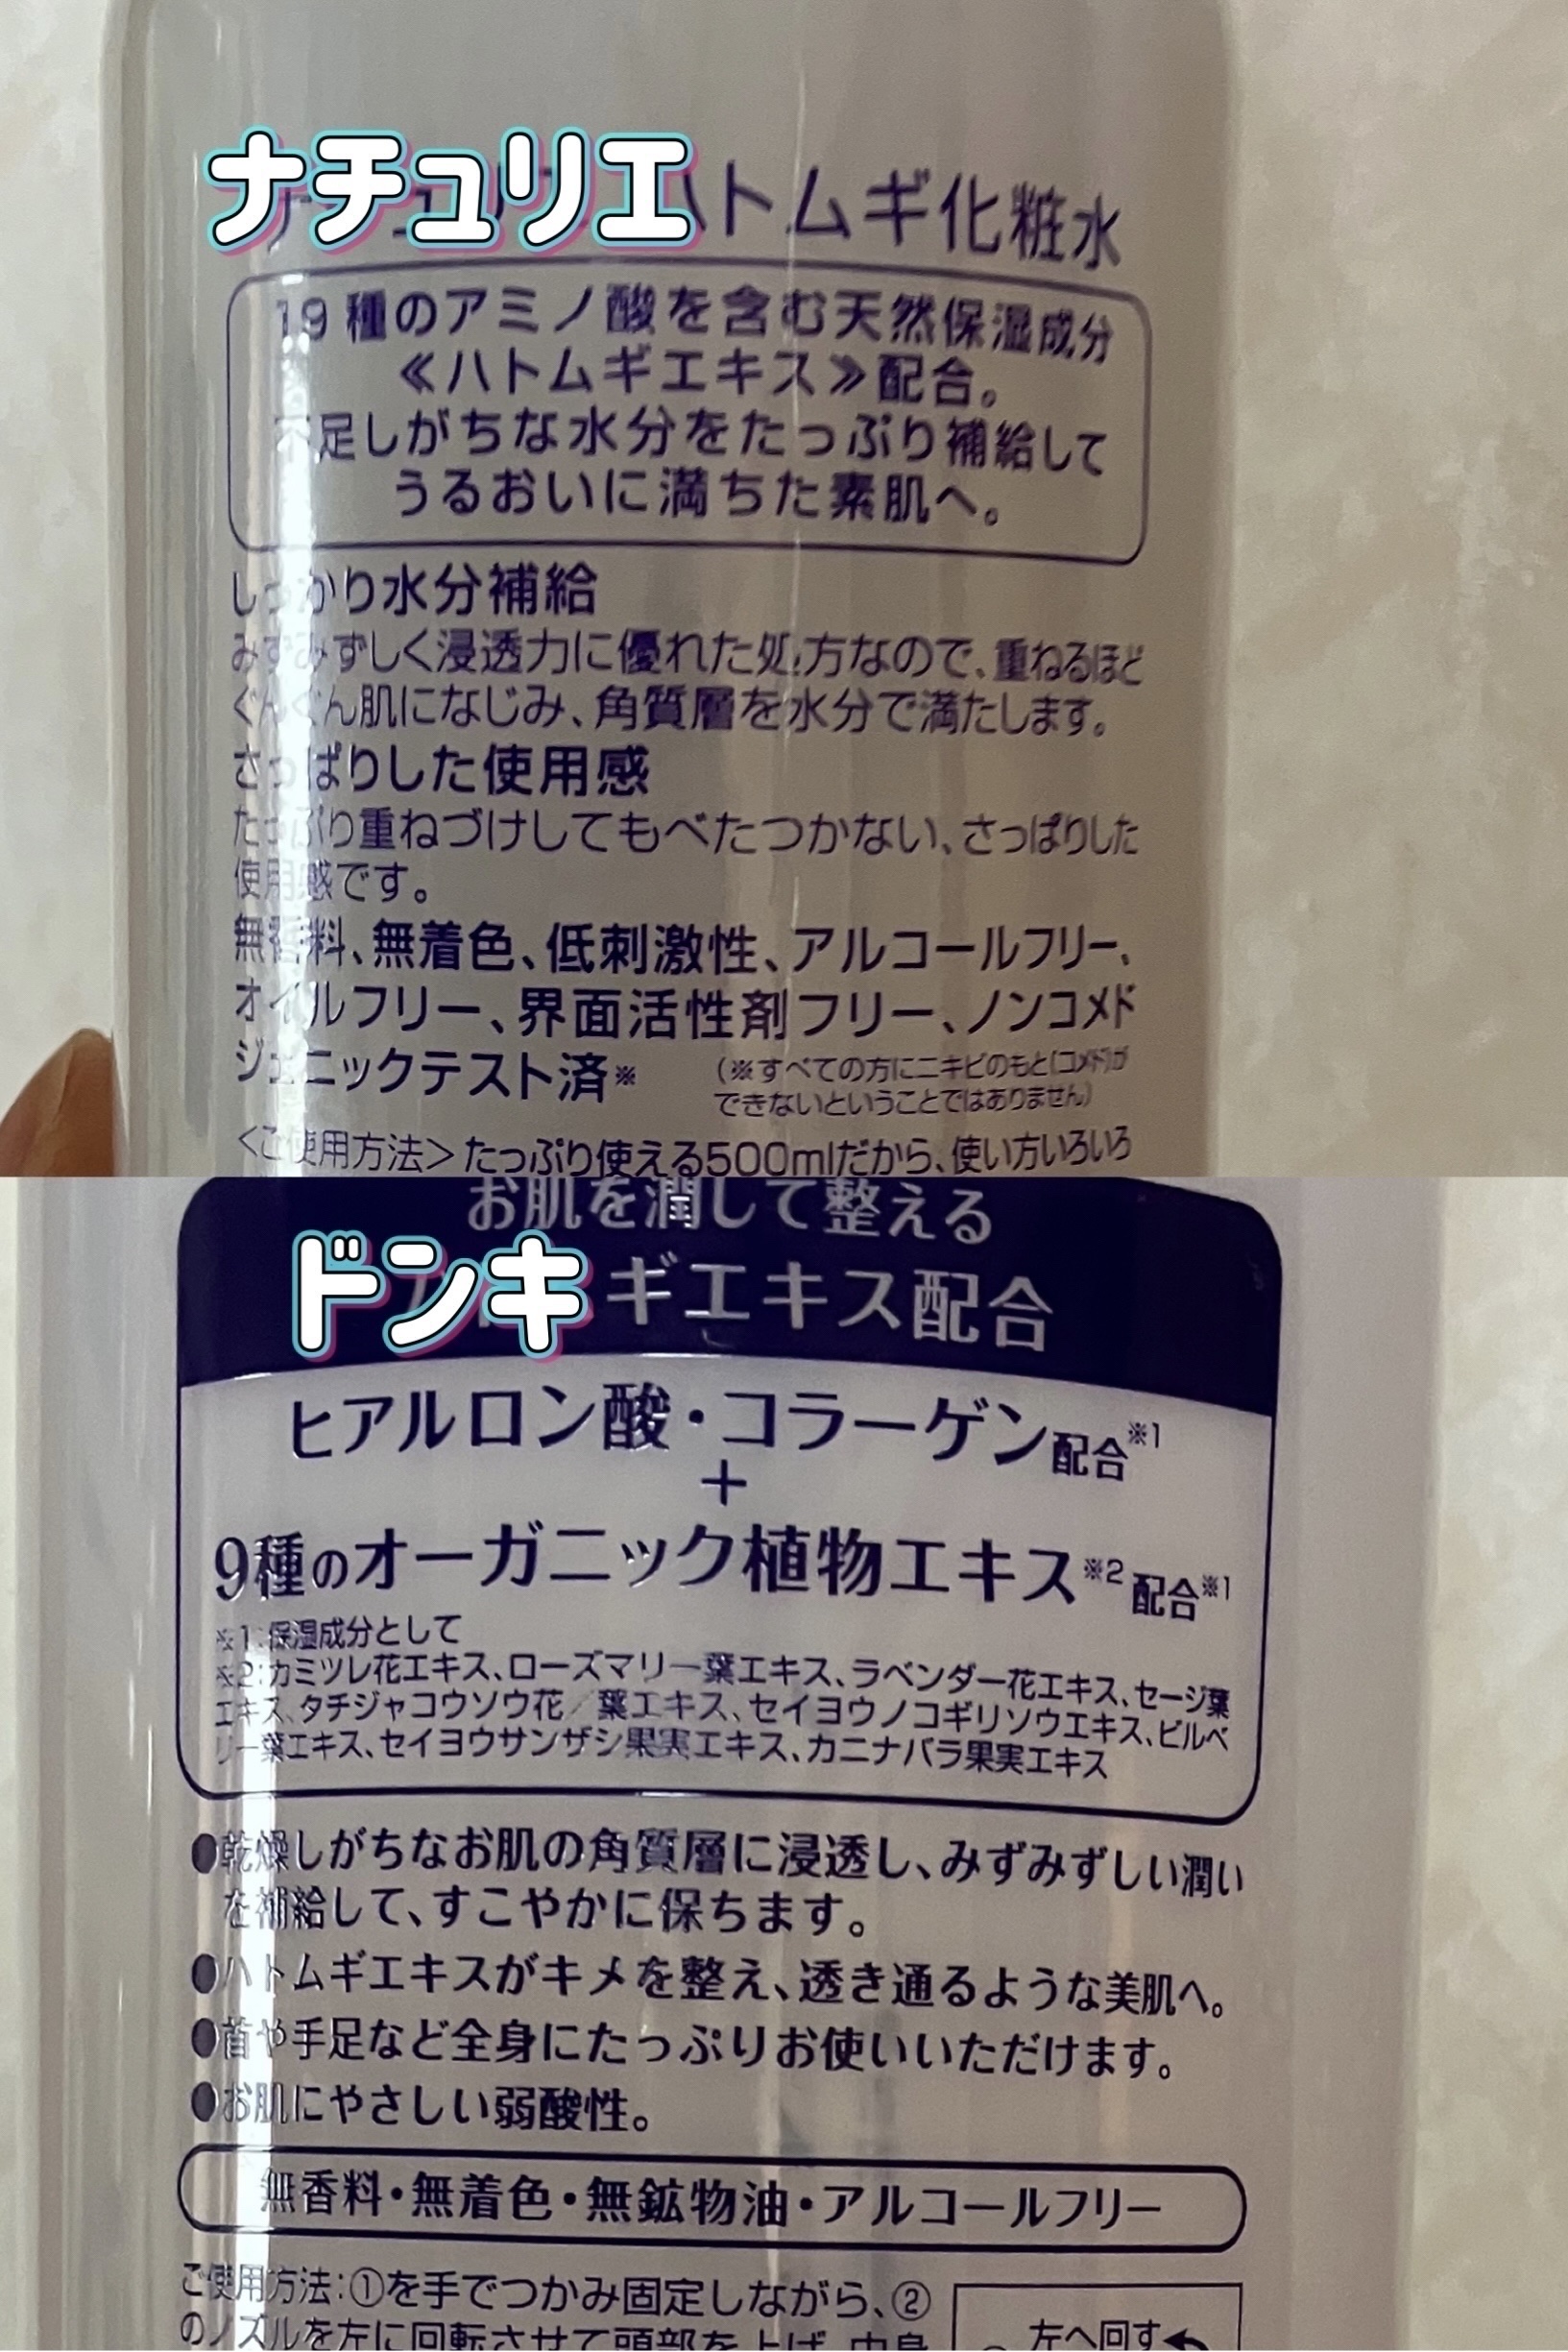 ナチュリエ
ハトムギ化粧水
19種のアミノ酸を含む天然保湿成分
≪ハトムギエキス≫配合。
不足しがちな水分をたっぷり補給して
うるおいに満ちた素肌へ。
しっかり水分補給
みずみずしく浸透力に優れた処方なので、重ねるほど
ぐんぐん肌になじみ、角質層を水分で満たします。
さっぱりした使用感
たっぷり重ねづけしてもべたつかない、さっぱりした
使用感です。
無香料、無着色、低刺激性、アルコールフリー、
オイルフリー、界面活性剤フリー、ノンコメド
ジェニックテスト済※ (※すべての方にニキビのもと(コメド)が
できないということではありません)
<ご使用方法>たっぷり使える500mlだから、使い方いろいろ
お肌を潤して整える
ドンキ
ギエキス配合
ヒアルロン酸・コラーゲン配合※1
+
9種のオーガニック植物エキス※2配合※1
※1:保湿成分として
※2:カミツレ花エキス、ローズマリー葉エキス、ラベンダー花エキス、セージ葉
エキス、タチジャコウソウ花/葉エキス、セイヨウノコギリソウエキス、ビルベ
リー葉エキス、セイヨウサンザシ果実エキス、カニナバラ果実エキス
●乾燥しがちなお肌の角質層に浸透し、みずみずしい潤い
を補給して、すこやかに保ちます。
●ハトムギエキスがキメを整え、透き通るような美肌へ。
●首や手足など全身にたっぷりお使いいただけます。
●お肌にやさしい弱酸性。
無香料・無着色・無鉱物油・アルコールフリー
ご使用方法:①を手でつかみ固定しながら、②
のノズルを左に回転させて頭部を上げ、中身
左へ回す